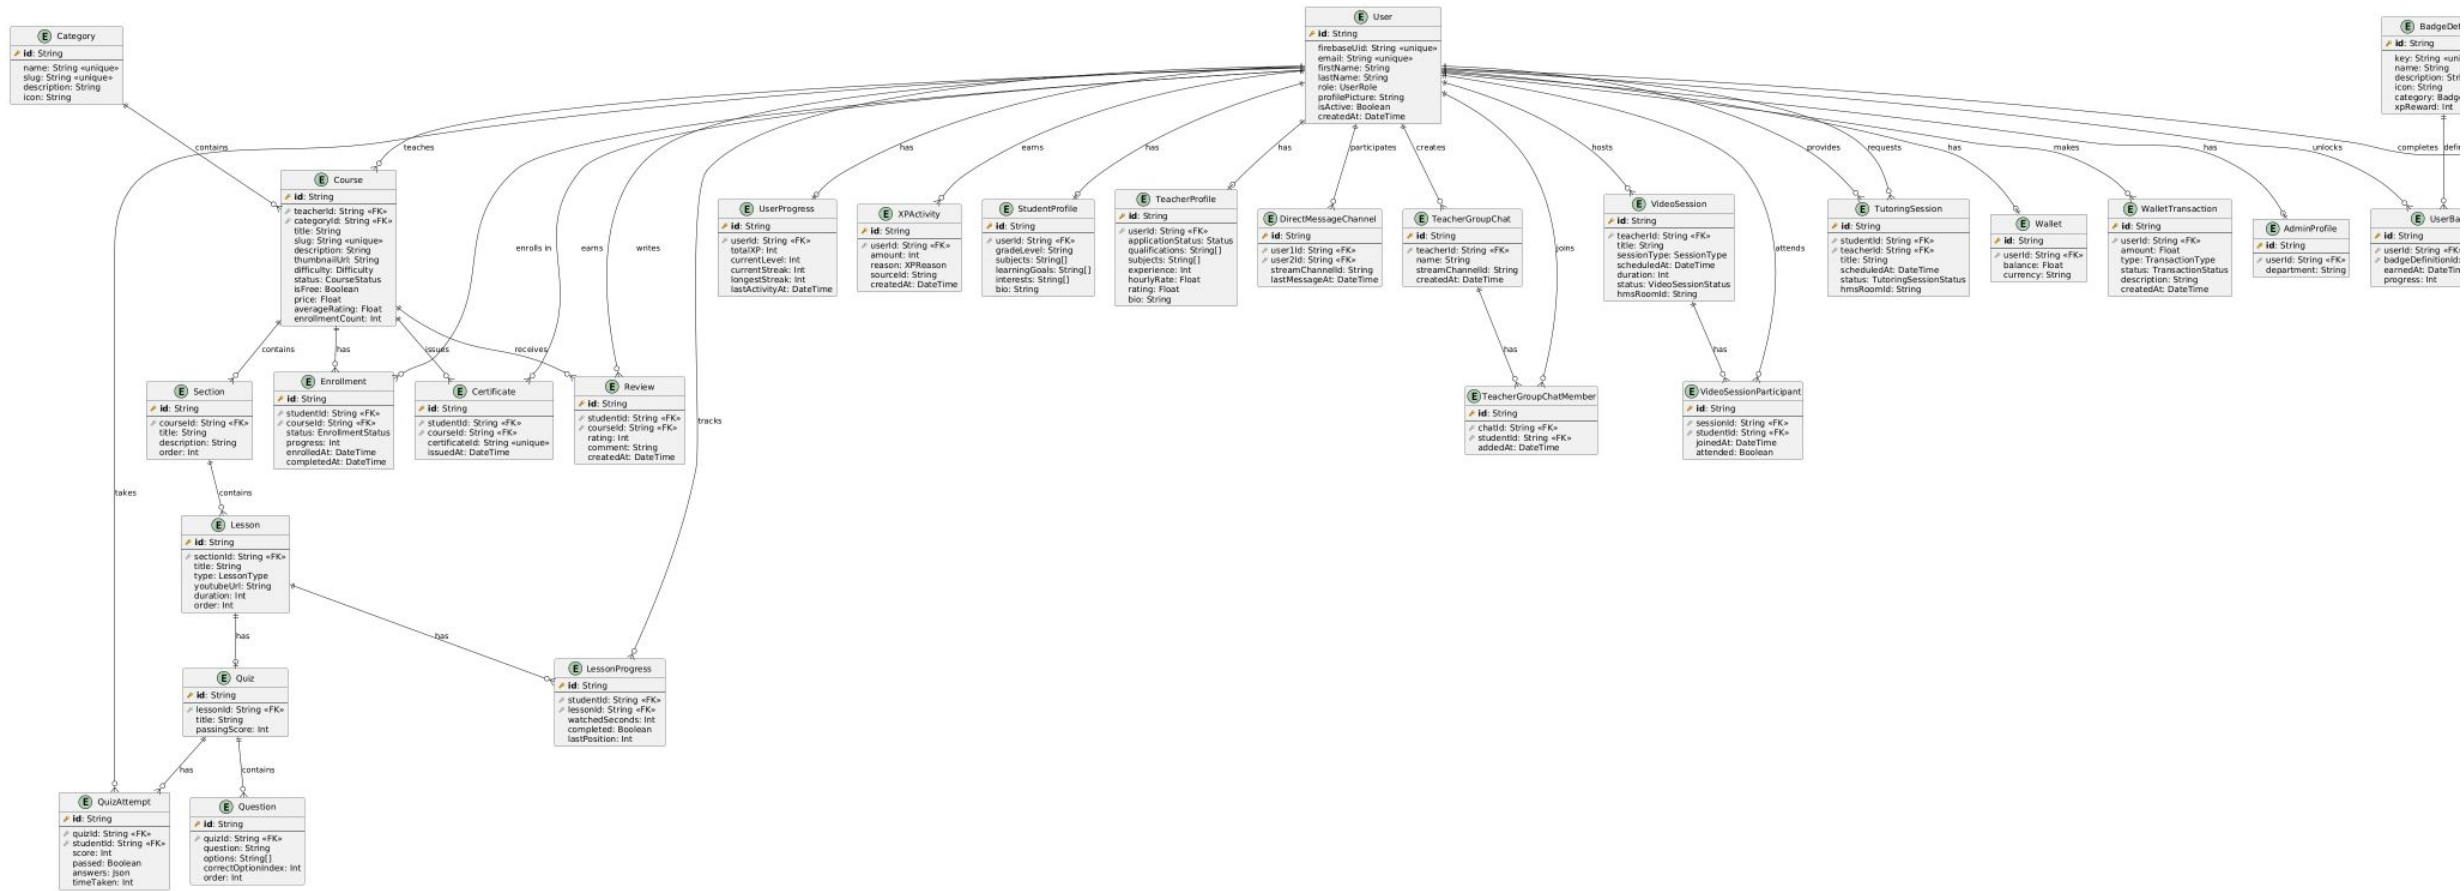 E User
id: String
firebaseUid: String «unique»
email: String «unique»
firstName: String
lastName: String
role: UserRole
profilePicture: String
isActive: Boolean
createdAt: DateTime
E Category
id: String
name: String «unique»
slug: String «unique»
description: String
icon: String
E BadgeDef
id: String
key: String «uni
name: String
description: Stri
icon: String
category: Badge
xpReward: Int
contains
teaches
has
earns
has
has
participates
creates
hosts
provides
requests
has
makes
has
unlocks
completes
defin
E Course
id: String
teacherId: String «FK»
categoryId: String «FK»
title: String
slug: String «unique»
description: String
thumbnailUrl: String
difficulty: Difficulty
status: CourseStatus
isFree: Boolean
price: Float
averageRating: Float
enrollmentCount: Int
enrolls in
earns
writes
E UserProgress
id: String
userId: String «FK»
totalXP: Int
currentLevel: Int
currentStreak: Int
longestStreak: Int
lastActivityAt: DateTime
E XPActivity
id: String
userId: String «FK»
amount: Int
reason: XPReason
sourceId: String
createdAt: DateTime
E StudentProfile
id: String
userId: String «FK»
gradeLevel: String
subjects: String[]
learningGoals: String[]
interests: String[]
bio: String
E TeacherProfile
id: String
userId: String «FK»
applicationStatus: Status
qualifications: String[]
subjects: String[]
experience: Int
hourlyRate: Float
rating: Float
bio: String
E DirectMessageChannel
id: String
user1Id: String «FK»
user2Id: String «FK»
streamChannelId: String
lastMessageAt: DateTime
E TeacherGroupChat
id: String
teacherId: String «FK»
name: String
streamChannelId: String
createdAt: DateTime
joins
E VideoSession
id: String
teacherId: String «FK»
title: String
sessionType: SessionType
scheduledAt: DateTime
duration: Int
status: VideoSessionStatus
hmsRoomId: String
attends
E TutoringSession
id: String
studentId: String «FK»
teacherId: String «FK»
title: String
scheduledAt: DateTime
status: TutoringSessionStatus
hmsRoomId: String
E Wallet
id: String
userId: String «FK»
balance: Float
currency: String
E WalletTransaction
id: String
userId: String «FK»
amount: Float
type: TransactionType
status: TransactionStatus
description: String
createdAt: DateTime
E AdminProfile
id: String
userId: String «FK»
department: String
E UserBa
id: String
userId: String «FK»
badgeDefinitionId:
earnedAt: DateTim
progress: Int
contains
has
issues
receives
has
has
E Section
id: String
courseId: String «FK»
title: String
description: String
order: Int
E Enrollment
id: String
studentId: String «FK»
courseId: String «FK»
status: EnrollmentStatus
progress: Int
enrolledAt: DateTime
completedAt: DateTime
E Certificate
id: String
studentId: String «FK»
courseId: String «FK»
certificateId: String «unique»
issuedAt: DateTime
E Review
id: String
studentId: String «FK»
courseId: String «FK»
rating: Int
comment: String
createdAt: DateTime
tracks
E TeacherGroupChatMember
id: String
chatId: String «FK»
studentId: String «FK»
addedAt: DateTime
E VideoSessionParticipant
id: String
sessionId: String «FK»
studentId: String «FK»
joinedAt: DateTime
attended: Boolean
takes
contains
E Lesson
id: String
sectionId: String «FK»
title: String
type: LessonType
youtubeUrl: String
duration: Int
order: Int
has
has
E Quiz
id: String
lessonId: String «FK»
title: String
passingScore: Int
E LessonProgress
id: String
studentId: String «FK»
lessonId: String «FK»
watchedSeconds: Int
completed: Boolean
lastPosition: Int
has
contains
E QuizAttempt
id: String
quizId: String «FK»
studentId: String «FK»
score: Int
passed: Boolean
answers: Json
timeTaken: Int
E Question
id: String
quizId: String «FK»
question: String
options: String[]
correctOptionIndex: Int
order: Int